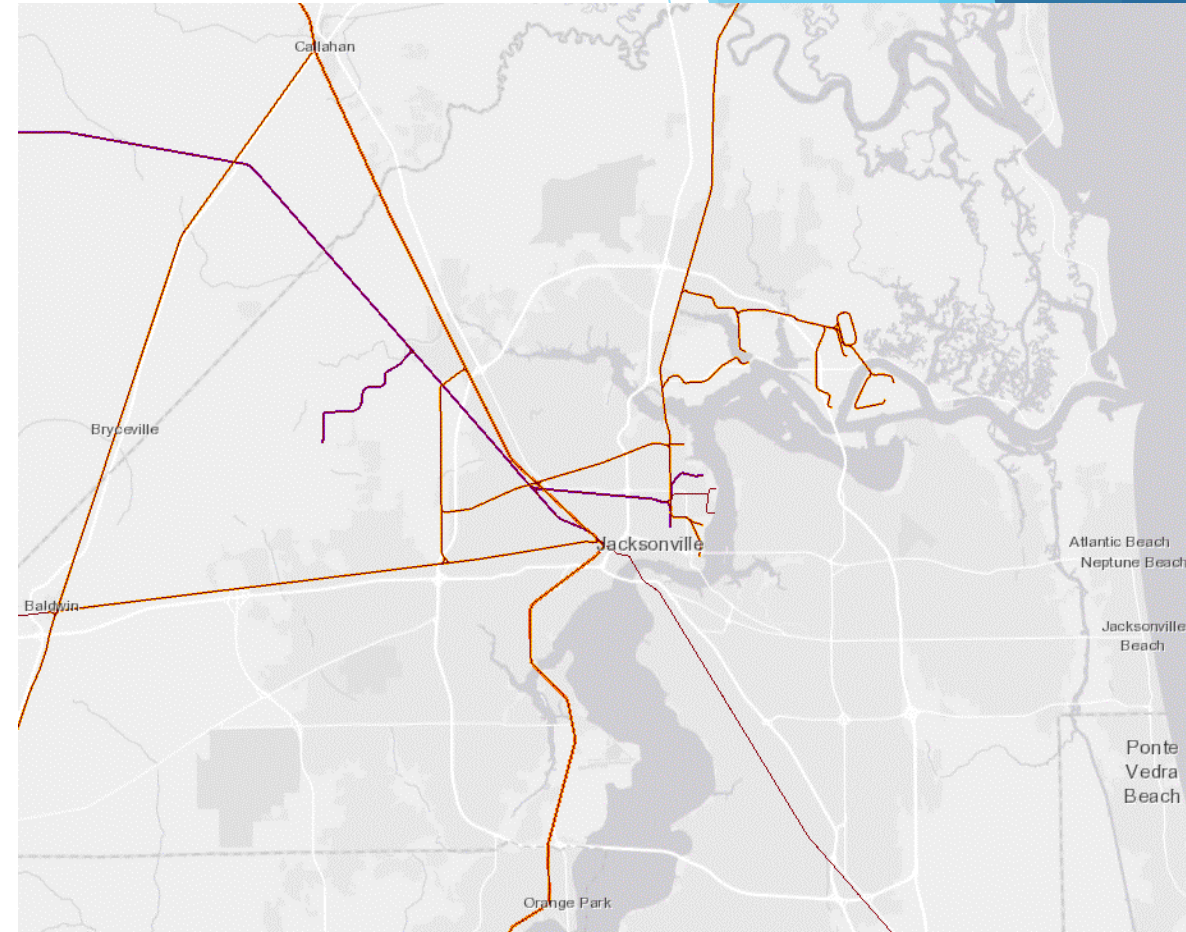 Callahan
Bryceville
Jacksonville
Atlantic Beach
Neptune Beach
Baldwin
Jacksonville
Beach
Ponte
Vedra
Beach
Orange Park